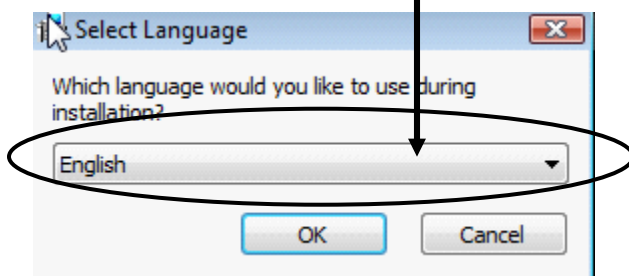 Select Language
Which language would you like to use during
installation?
English
OK Cancel